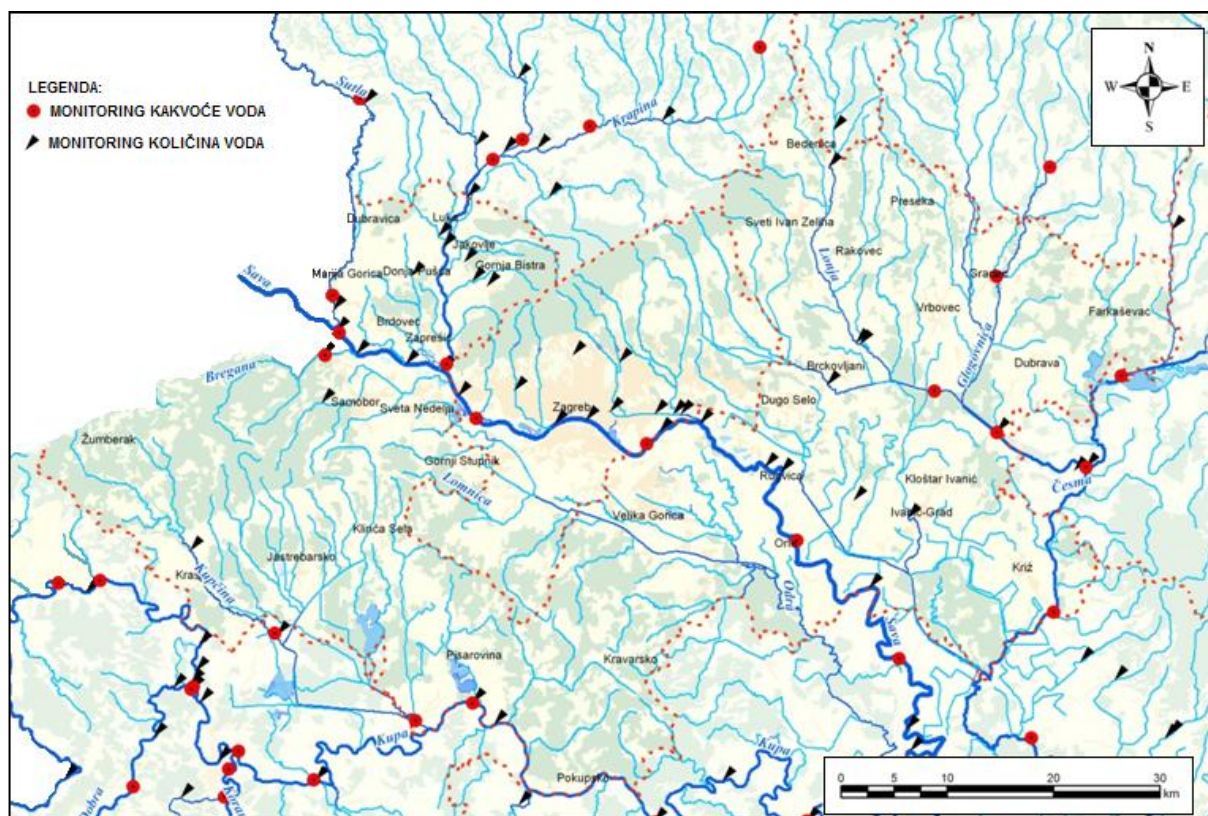 LEGENDA:
MONITORING KAKVOĆE VODA
MONITORING KOLIČINA VODA
N
W E
S
Sutla
Krapina
Bedenica
Preseka
Dubravica
Luka
Sveti Ivan Zelina
Jakovlje
Rakovec
Lonja
Marija Gorica
Donja Pušća
Gornja Bistra
Gradec
Sava
Vrbovec
Farkaševac
Brdovec
Zaprešić
Glogovnica
Bregana
Brckovljani
Dubrava
Samobor
Sveta Nedelja
Zagreb
Dugo Selo
Žumberak
Gornji Stupnik
Rugvica
Kloštar Ivanić
Česma
Lomnica
Velika Gorica
Ivanić-Grad
Klinča Sela
Orle
Jastrebarsko
Križ
Kupčina
Odra
Sava
Pisarovina
Kravarsko
Kupa
Kupa
Pokupsko
Dobra
0 5 10 20 30
km